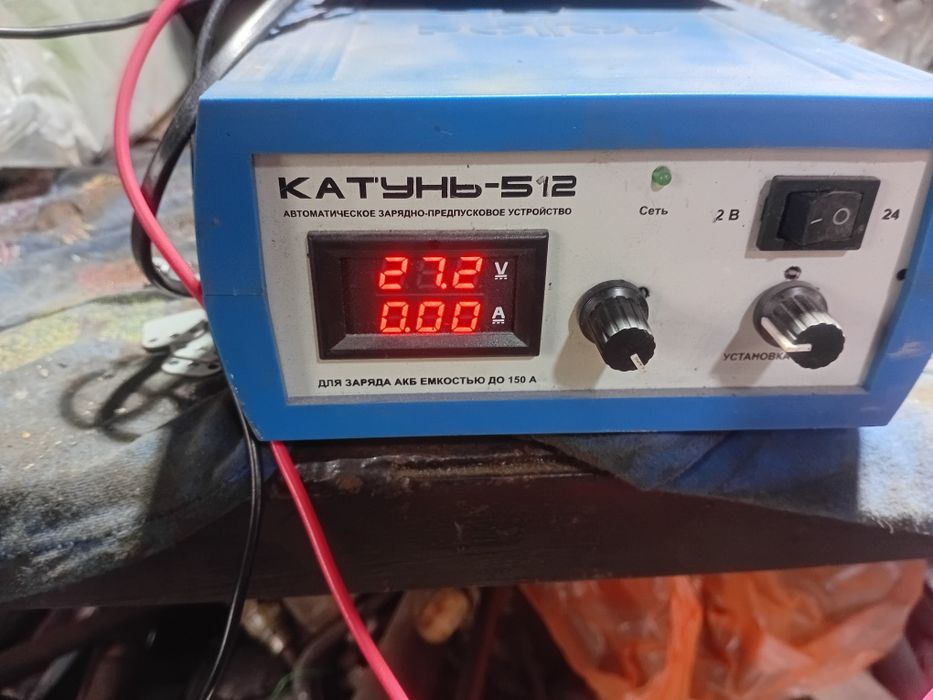 КАТУНЬ-512
АВТОМАТИЧЕСКОЕ ЗАРЯДНО-ПРЕДПУСКОВОЕ УСТРОЙСТВО
Сеть
2 В
24
27.2 V
0.00 A
УСТАНОВКА
ДЛЯ ЗАРЯДА АКБ ЕМКОСТЬЮ ДО 150 А